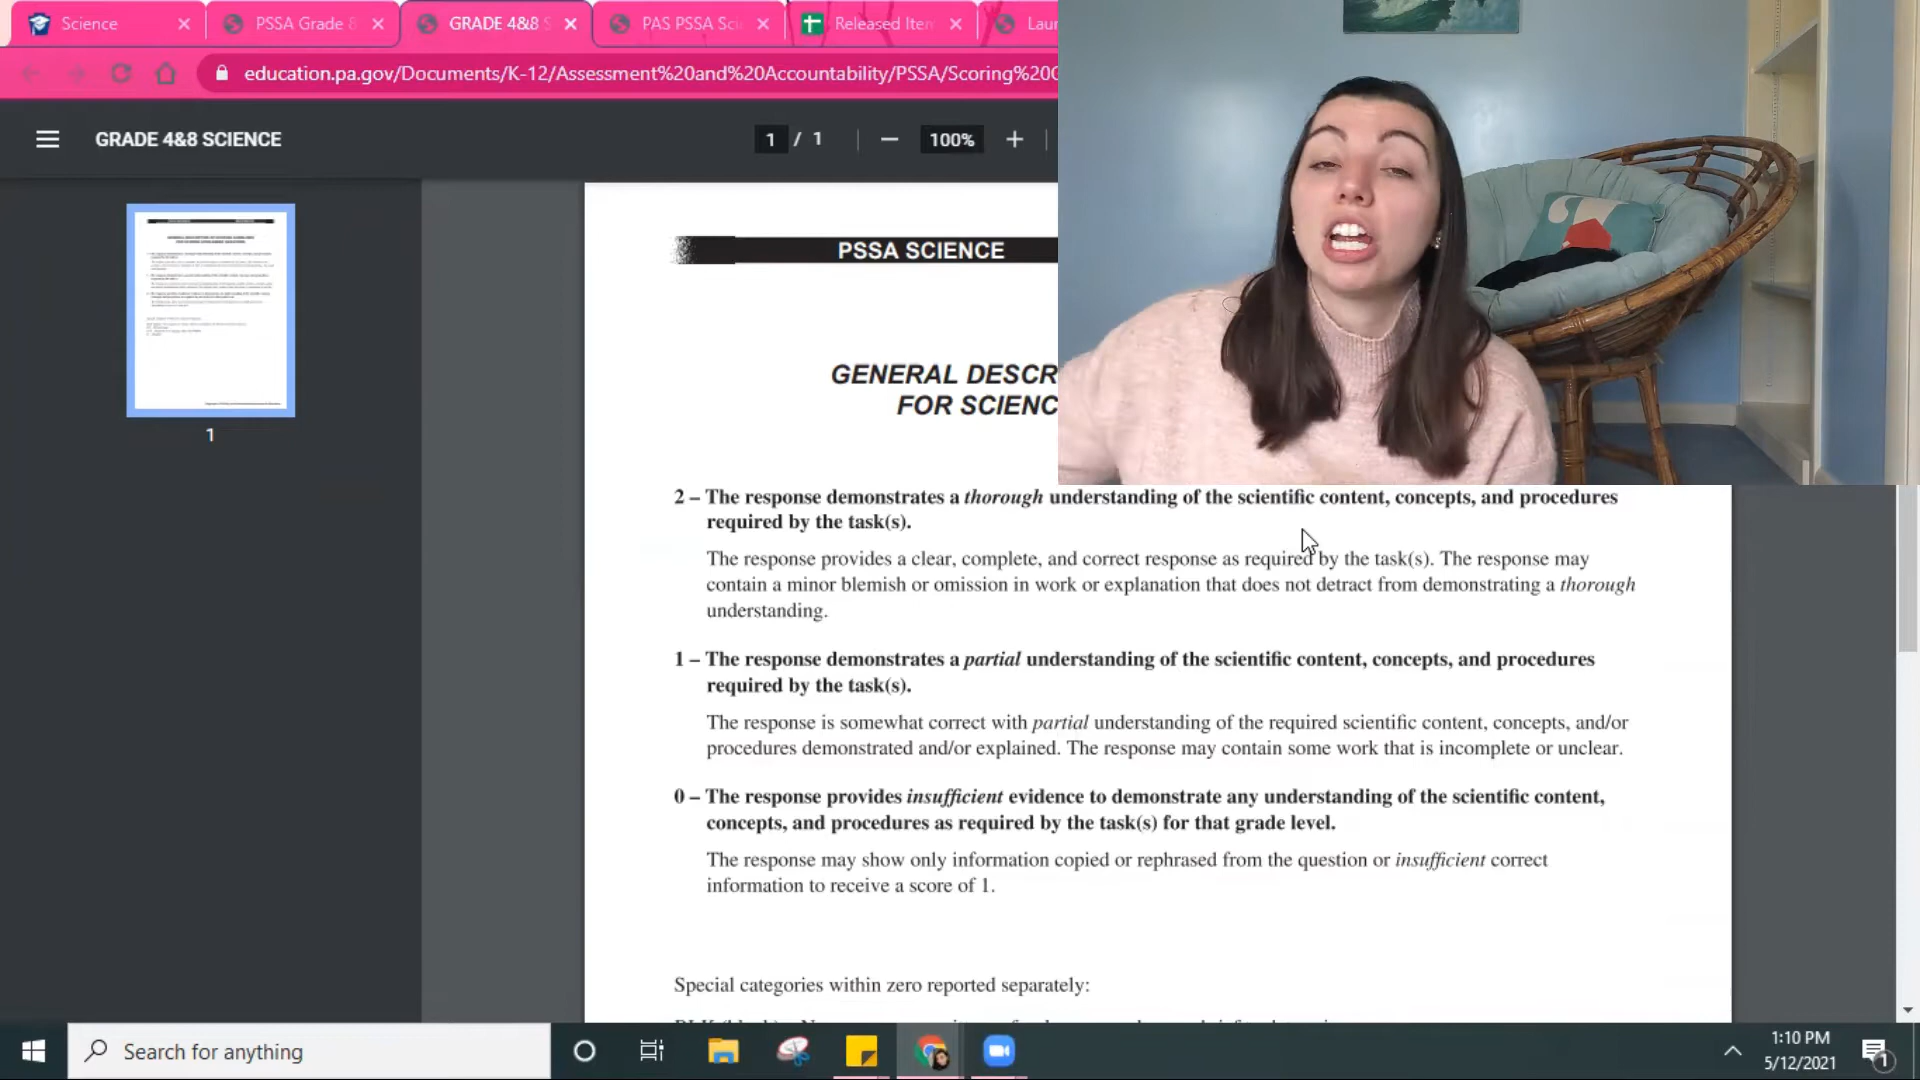 Science
PSSA Grade 8
GRADE 4&8 S
PAS PSSA Sci
Released Item
Lau
education.pa.gov/Documents/K-12/Assessment%20and%20Accountability/PSSA/Scoring%20
GRADE 4&8 SCIENCE
1 / 1
100%
PSSA SCIENCE
GENERAL DESCR
FOR SCIENC
2 – The response demonstrates a thorough understanding of the scientific content, concepts, and procedures
required by the task(s).
The response provides a clear, complete, and correct response as required by the task(s). The response may
contain a minor blemish or omission in work or explanation that does not detract from demonstrating a thorough
understanding.
1 – The response demonstrates a partial understanding of the scientific content, concepts, and procedures
required by the task(s).
The response is somewhat correct with partial understanding of the required scientific content, concepts, and/or
procedures demonstrated and/or explained. The response may contain some work that is incomplete or unclear.
0 – The response provides insufficient evidence to demonstrate any understanding of the scientific content,
concepts, and procedures as required by the task(s) for that grade level.
The response may show only information copied or rephrased from the question or insufficient correct
information to receive a score of 1.
Special categories within zero reported separately:
1
Search for anything
1:10 PM
5/12/2021
1